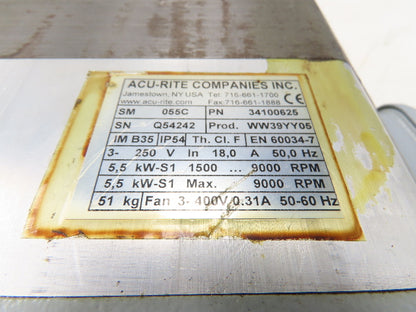 ACU-RITE COMPANIES INC.
Jamestown, NY USA Tel: 716-661-1700
www.acu-rite.com Fax:716-661-1888 CE
SM 055C PN 34100625
SN Q54242 Prod. WW39YY05
IM B35 IP54 Th. Cl. F EN 60034-7
3~ 250 V In 18,0 A 50,0 Hz
5,5 kW-S1 1500 ... 9000 RPM
5,5 kW-S1 Max. 9000 RPM
51 kg Fan 3~ 400V 0.31A 50-60 Hz